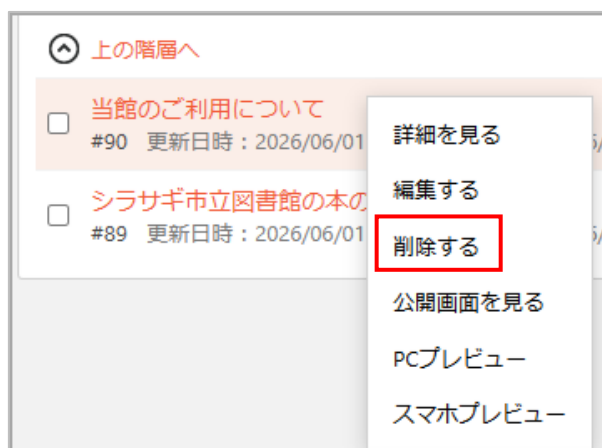 上の階層へ
当館のご利用について
#90 更新日時：2026/06/01
シラサギ市立図書館の本の
#89 更新日時：2026/06/01
詳細を見る
編集する
削除する
公開画面を見る
PCプレビュー
スマホプレビュー